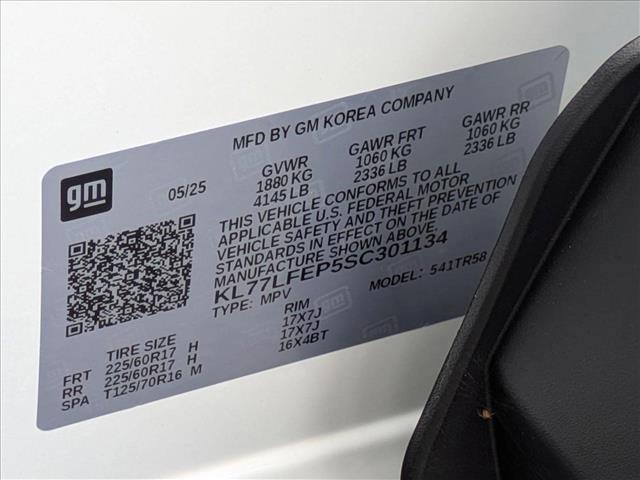 MFD BY GM KOREA COMPANY
gm
05/25
GVWR GAWR FRT GAWR RR
1880 KG 1060 KG 1060 KG
4145 LB 2336 LB 2336 LB
THIS VEHICLE CONFORMS TO ALL
APPLICABLE U.S. FEDERAL MOTOR
VEHICLE SAFETY AND THEFT PREVENTION
STANDARDS IN EFFECT ON THE DATE OF
MANUFACTURE SHOWN ABOVE.
KL77LFEP5SC301134
TYPE: MPV MODEL: 541TR58
TIRE SIZE RIM
FRT 225/60R17 H 17X7J
RR 225/60R17 H 17X7J
SPA T125/70R16 M 16X4BT